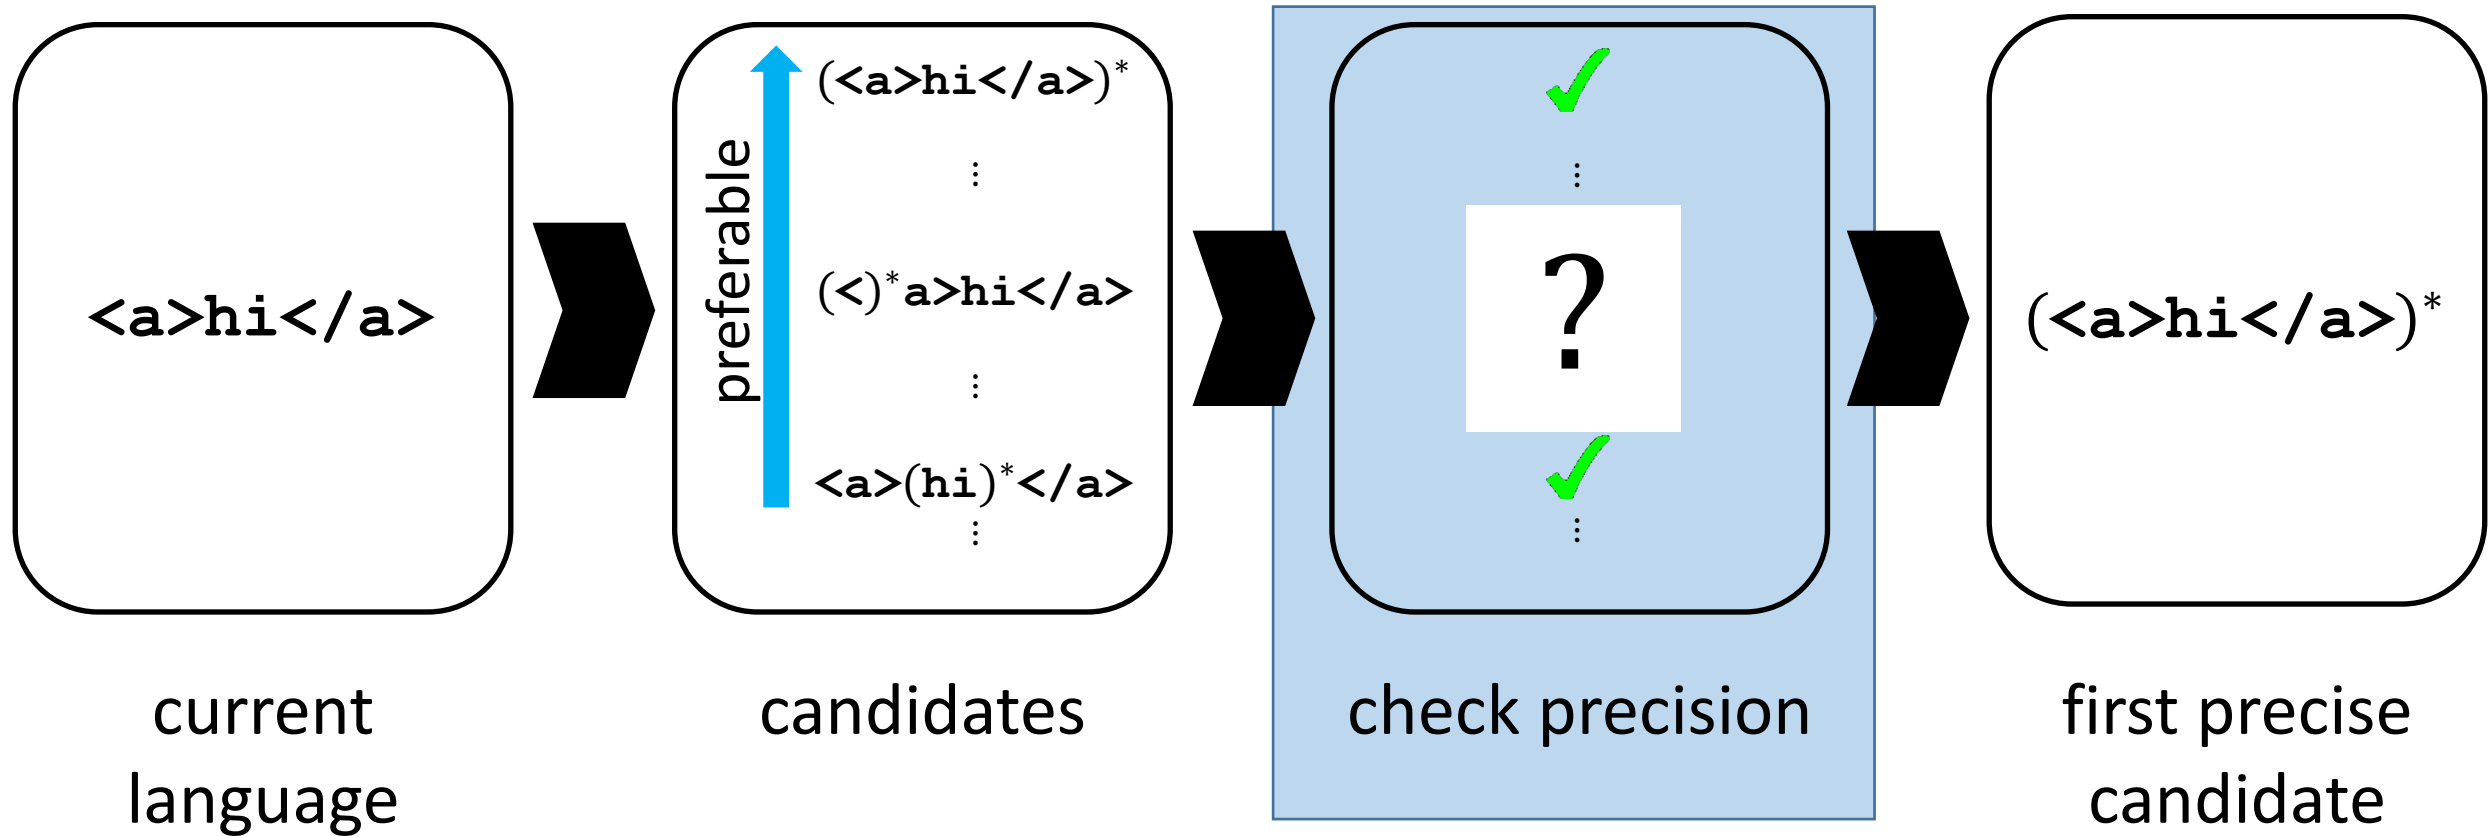 <a>hi</a>
current
language
preferable
(<a>hi</a>)*
⋮
(<)*a>hi</a>
⋮
<a>(hi)*</a>
⋮
candidates
✓
⋮
?
✓
⋮
check precision
(<a>hi</a>)*
first precise
candidate